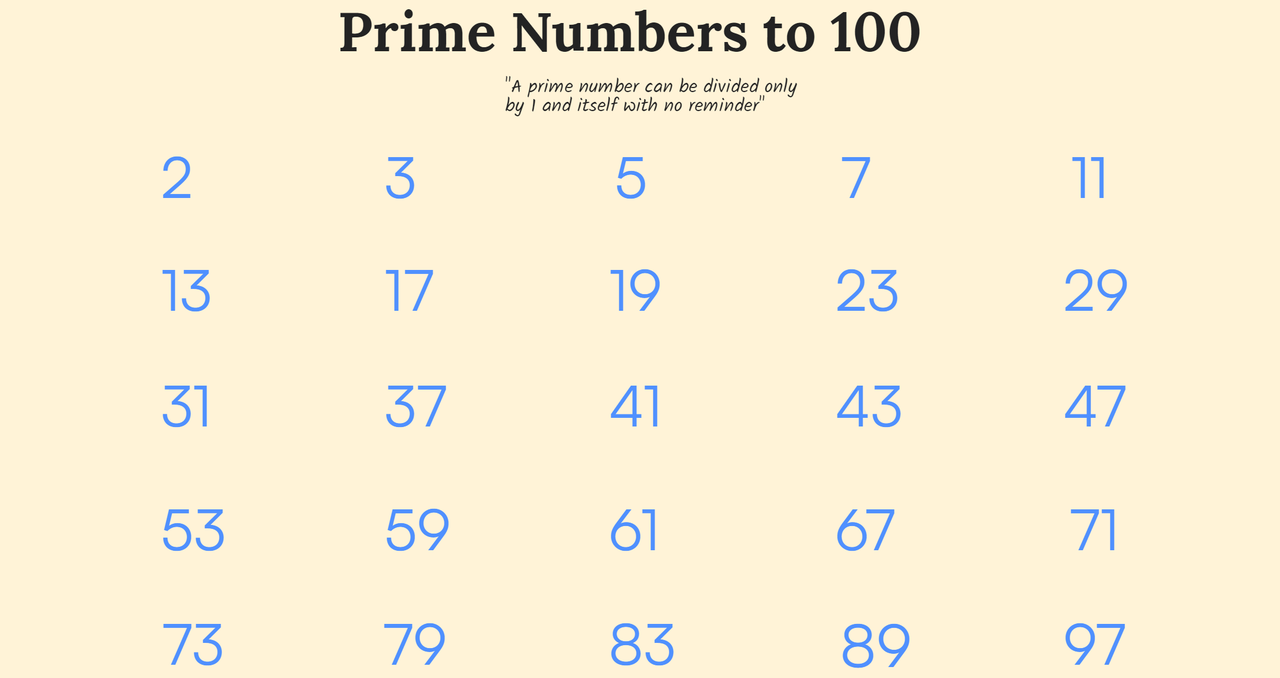 Prime Numbers to 100
"A prime number can be divided only
by 1 and itself with no reminder"
2 3 5 7 11
13 17 19 23 29
31 37 41 43 47
53 59 61 67 71
73 79 83 89 97